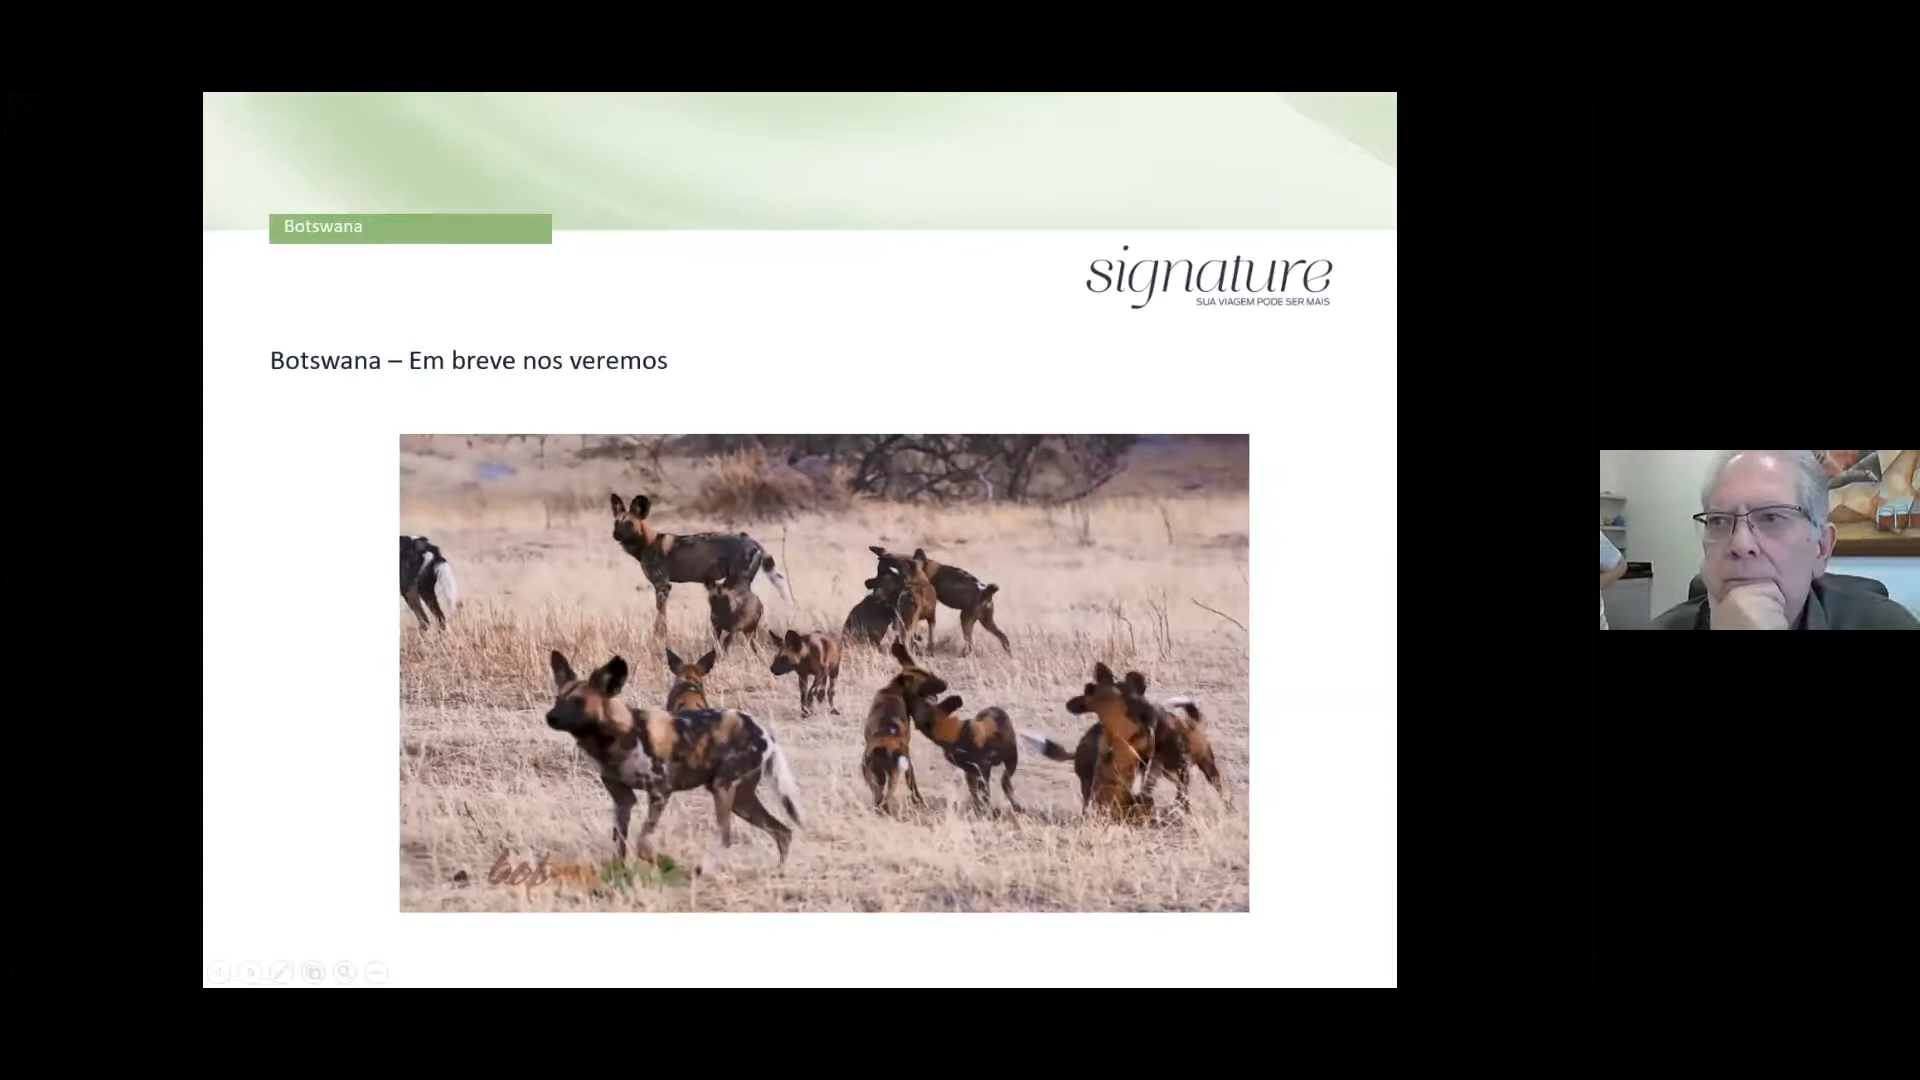 Botswana
signature
SUA VIAGEM PODE SER MAIS
Botswana – Em breve nos veremos